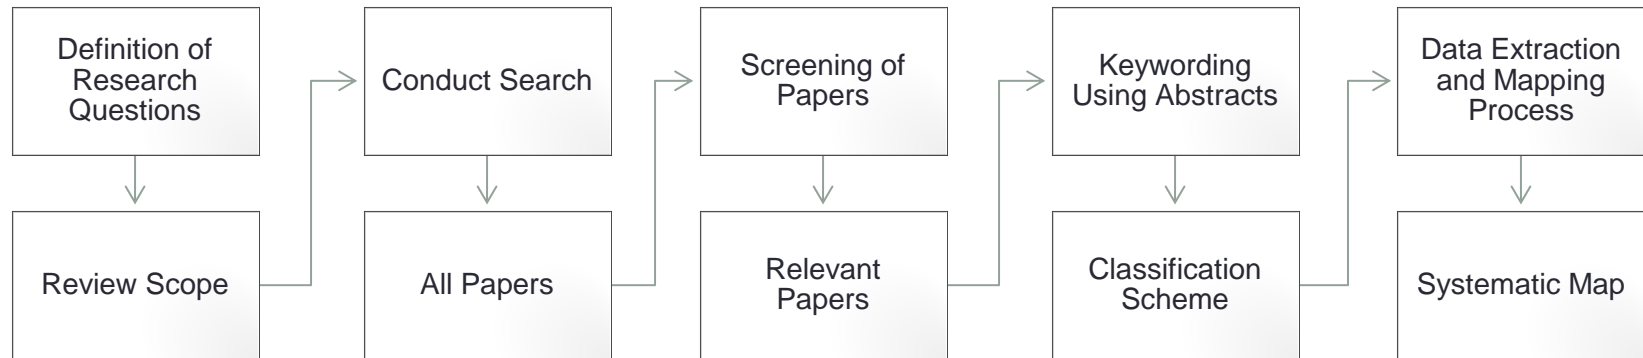 Definition of
Research
Questions
Conduct Search
Screening of
Papers
Keywording
Using Abstracts
Data Extraction
and Mapping
Process
Review Scope
All Papers
Relevant
Papers
Classification
Scheme
Systematic Map